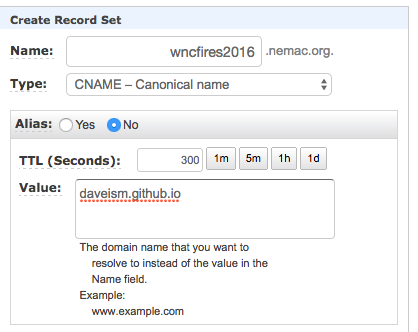 Create Record Set
Name: wncfires2016 .nemac.org.
Type: CNAME – Canonical name
Alias: Yes No
TTL (Seconds): 300 1m 5m 1h 1d
Value: daveism.github.io
The domain name that you want to
resolve to instead of the value in the
Name field.
Example:
www.example.com